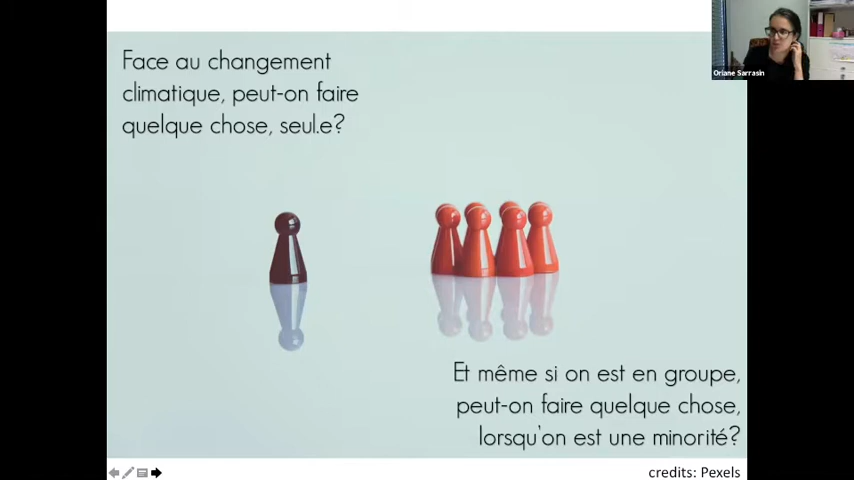 Face au changement
climatique, peut-on faire
quelque chose, seul.e?
Oriane Sarrasin
Et même si on est en groupe,
peut-on faire quelque chose,
lorsqu'on est une minorité?
credits: Pexels